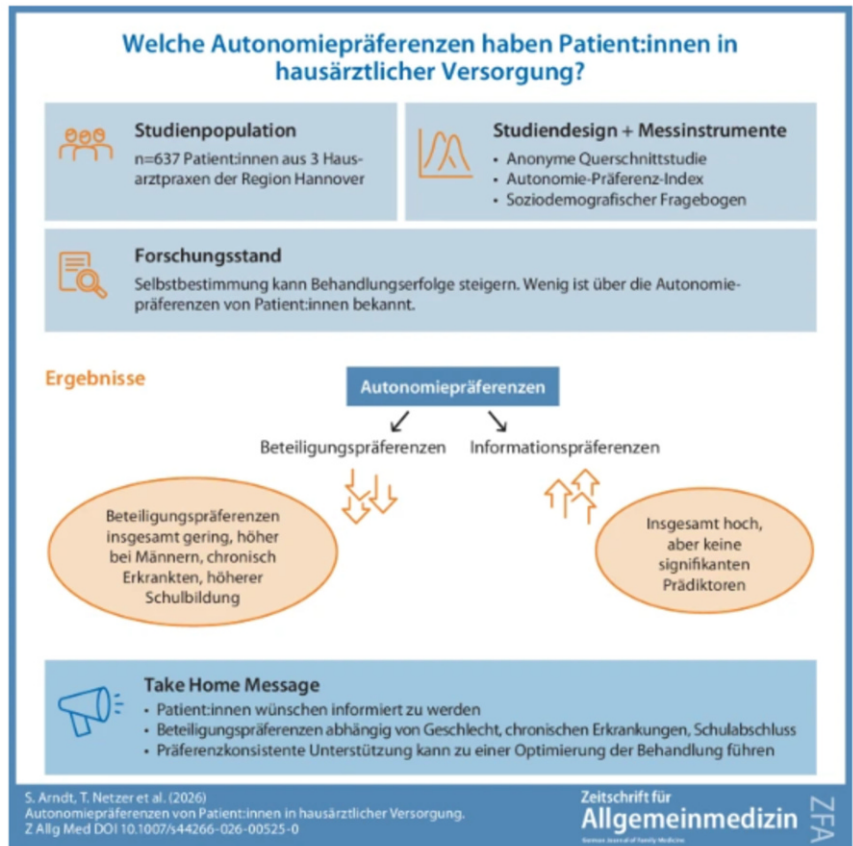 Welche Autonomiepräferenzen haben Patient:innen in
hausärztlicher Versorgung?
Studienpopulation
n=637 Patient:innen aus 3 Haus-
arztpraxen der Region Hannover
Studiendesign + Messinstrumente
• Anonyme Querschnittstudie
• Autonomie-Präferenz-Index
• Soziodemografischer Fragebogen
Forschungsstand
Selbstbestimmung kann Behandlungserfolge steigern. Wenig ist über die Autonomie-
präferenzen von Patient:innen bekannt.
Ergebnisse
Autonomiepräferenzen
Beteiligungspräferenzen
Informationspräferenzen
Beteiligungspräferenzen
insgesamt gering, höher
bei Männern, chronisch
Erkrankten, höherer
Schulbildung
Insgesamt hoch,
aber keine
signifikanten
Prädiktoren
Take Home Message
• Patient:innen wünschen informiert zu werden
• Beteiligungspräferenzen abhängig von Geschlecht, chronischen Erkrankungen, Schulabschluss
• Präferenzkonsistente Unterstützung kann zu einer Optimierung der Behandlung führen
S. Arndt, T. Netzer et al. (2026)
Autonomiepräferenzen von Patient:innen in hausärztlicher Versorgung.
Z Allg Med DOI 10.1007/s44266-026-00525-0
Zeitschrift für
Allgemeinmedizin
German Journal of Family Medicine
ZFA